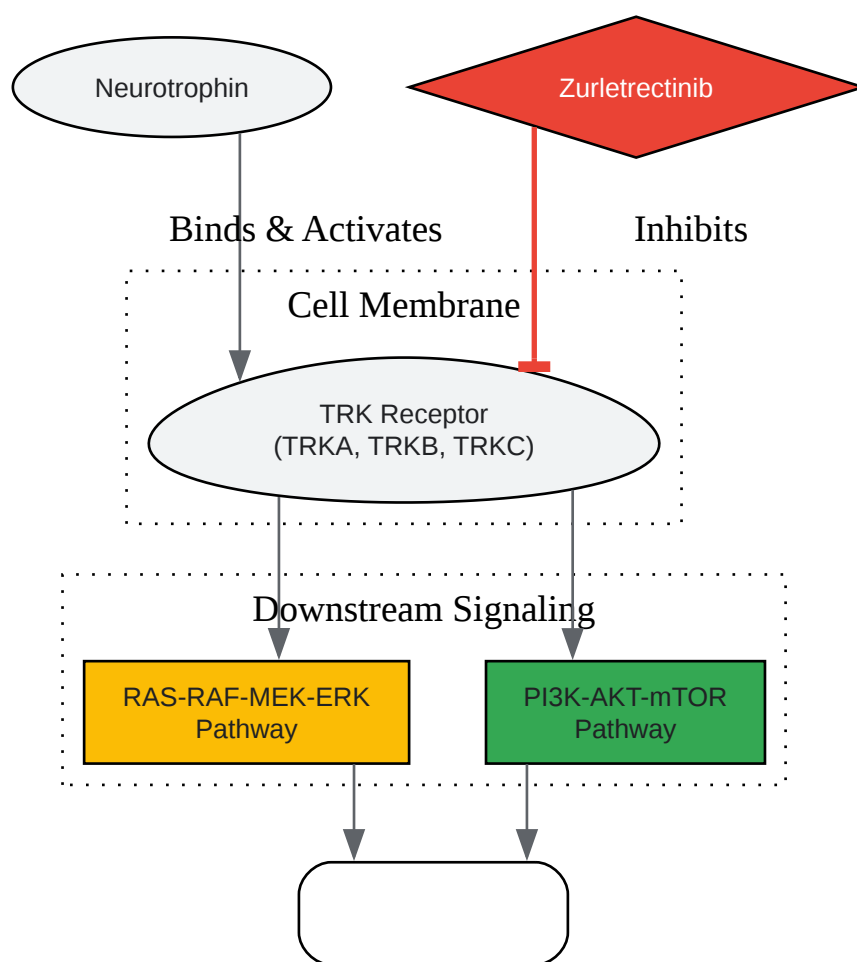 Neurotrophin
Zurletrectinib
Binds & Activates
Inhibits
Cell Membrane
TRK Receptor
(TRKA, TRKB, TRKC)
Downstream Signaling
RAS-RAF-MEK-ERK
Pathway
PI3K-AKT-mTOR
Pathway